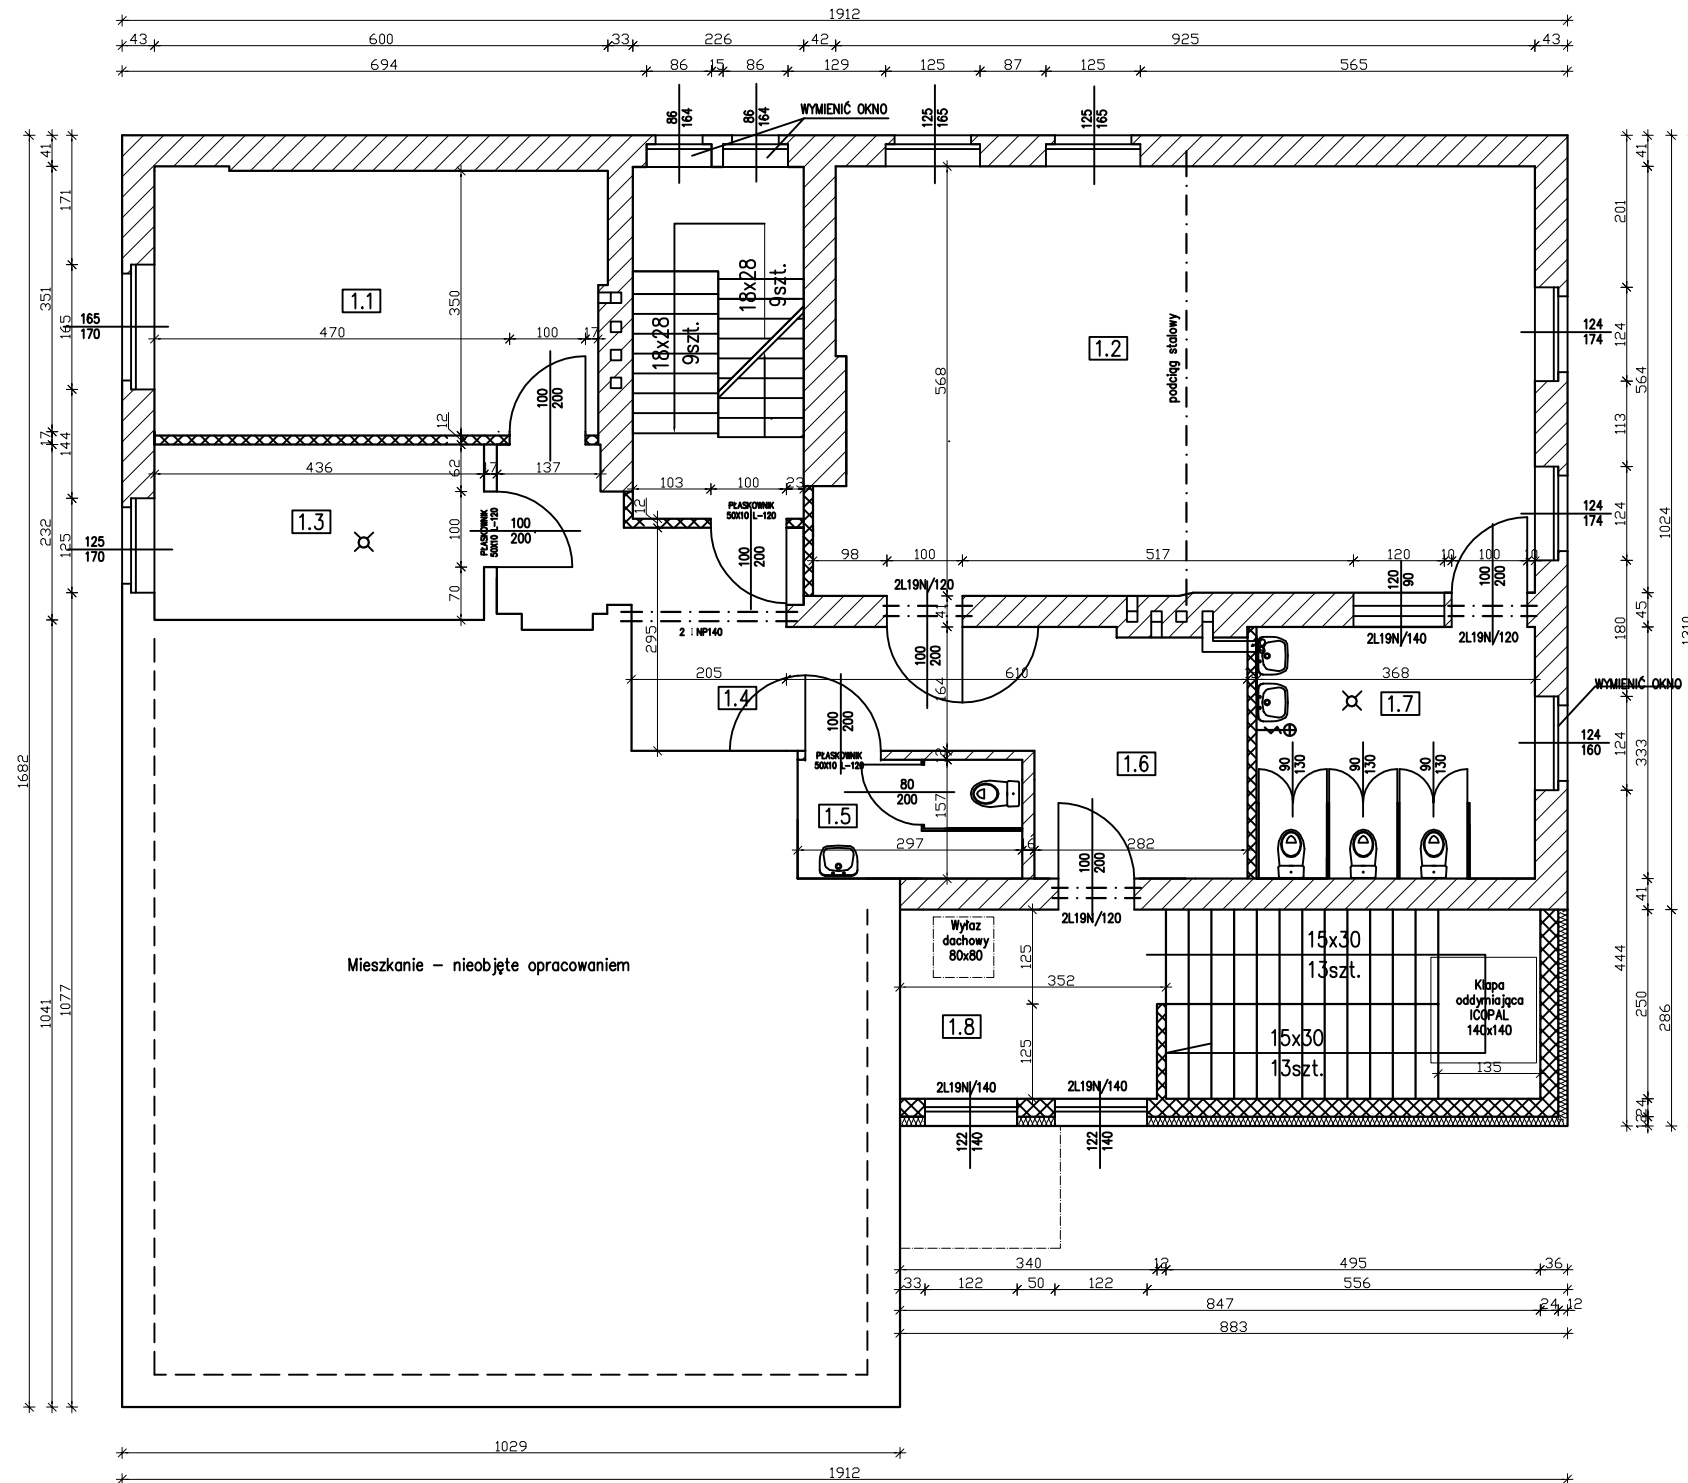 1912
43 600 33 226 42 925 43
694 86 15 86 129 125 87 125 565
86
164
86
164
WYMIENIĆ OKNO
125
165
125
165
41
171
351
165
165
170
17
144
232
125
125
170
1682
1041
1077
1.1
350
470 100 17
100
200
12
18x28
9szt.
18x28
9szt.
1.2
podciąg stalowy
568
41
201
124
174
124
564
113
124
174
124
1024
1310
436 17 137
62
1.3
100
70
PŁASKOWNIK
50X10 L-120
100
200
103 100 23
12
PŁASKOWNIK
50X10 L-120
100
200
98 100 517 120 10 100 10
2L19N/120
120
90
100
200
2L19N/140
2L19N/120
45
180
295
205
1.4
100
200
41
164
610
368
1.7
WYMIENIĆ OKNO
124
160
124
333
100
200
PŁASKOWNIK
50X10 L-120
12
80
200
157
1.5
1.6
297
282
100
200
90
130
90
130
90
130
2L19N/120
41
Wyłaz
dachowy
80x80
125
352
125
1.8
15x30
13szt.
15x30
13szt.
Klapa
oddymiająca
ICOPAL
140x140
135
444
250
286
24
12
2L19N/140
2L19N/140
122
140
122
140
Mieszkanie – nieobjęte opracowaniem
340 12 495 36
33 122 50 122 556
847 24 12
883
1029
1912